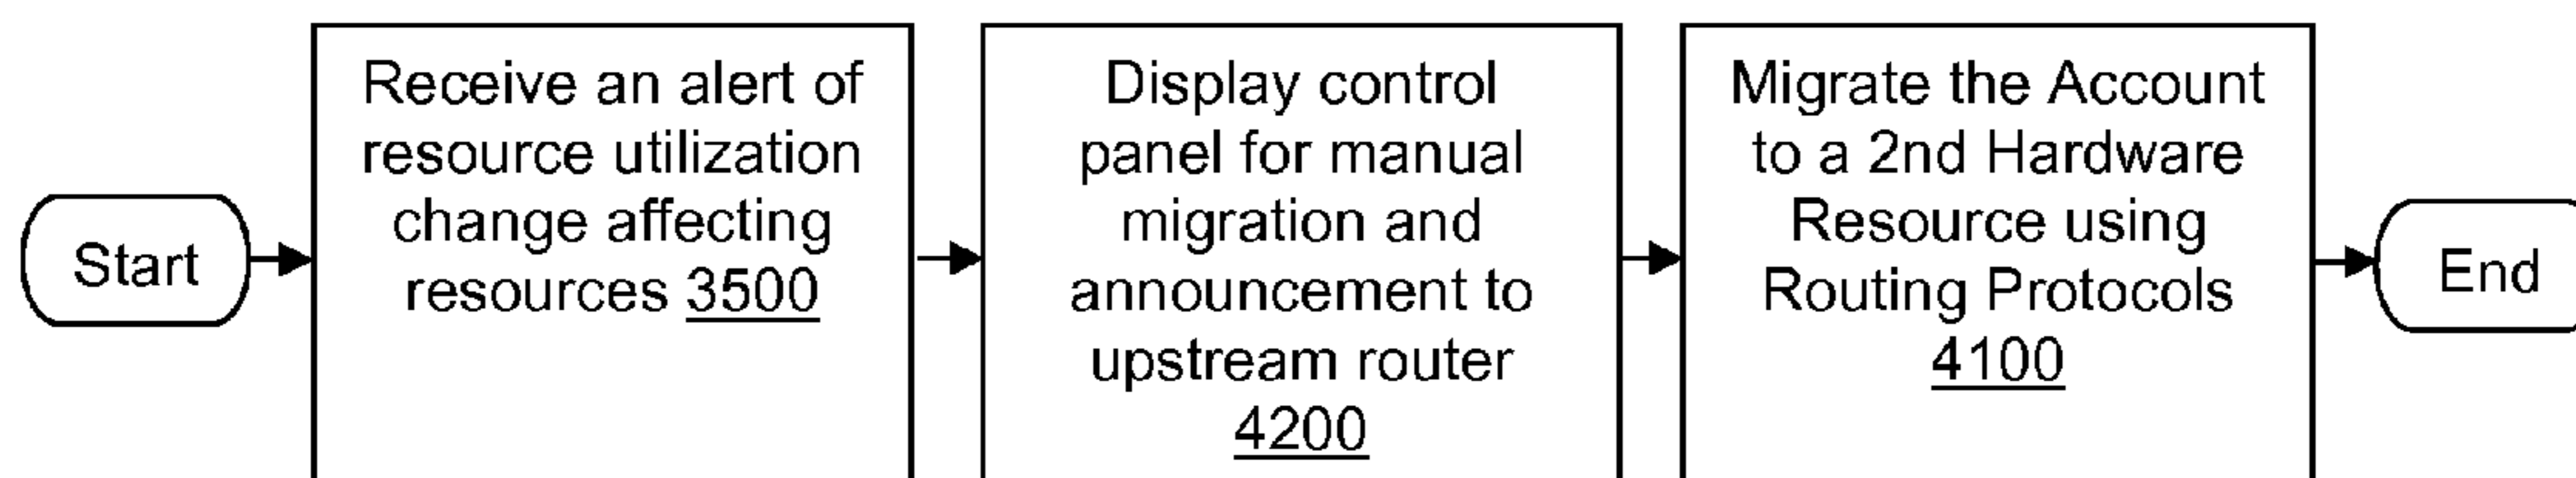 Start
Receive an alert of
resource utilization
change affecting
resources 3500
Display control
panel for manual
migration and
announcement to
upstream router
4200
Migrate the Account
to a 2nd Hardware
Resource using
Routing Protocols
4100
End